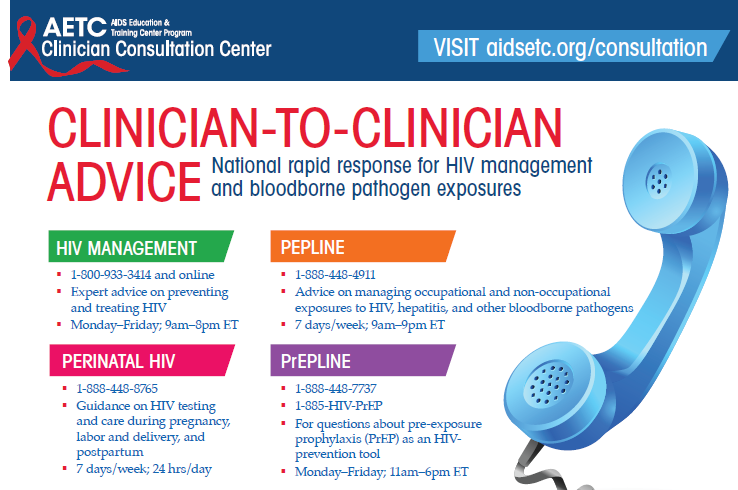 AETC AIDS Education &
Training Center Program
Clinician Consultation Center
VISIT aidsetc.org/consultation
CLINICIAN-TO-CLINICIAN
ADVICE National rapid response for HIV management
and bloodborne pathogen exposures
HIV MANAGEMENT
▪ 1-800-933-3414 and online
▪ Expert advice on preventing
and treating HIV
▪ Monday–Friday; 9am–8pm ET
PEPLINE
▪ 1-888-448-4911
▪ Advice on managing occupational and non-occupational
exposures to HIV, hepatitis, and other bloodborne pathogens
▪ 7 days/week; 9am–9pm ET
PERINATAL HIV
▪ 1-888-448-8765
▪ Guidance on HIV testing
and care during pregnancy,
labor and delivery, and
postpartum
▪ 7 days/week; 24 hrs/day
PrEPLINE
▪ 1-888-448-7737
▪ 1-885-HIV-PrEP
▪ For questions about pre-exposure
prophylaxis (PrEP) as an HIV-
prevention tool
▪ Monday–Friday; 11am–6pm ET